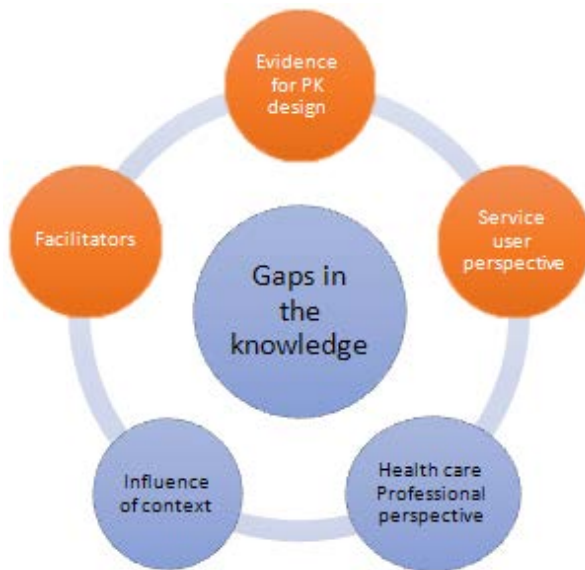 Evidence
for PK
design
Service
user
perspective
Health care
Professional
perspective
Influence
of context
Facilitators
Gaps in
the
knowledge